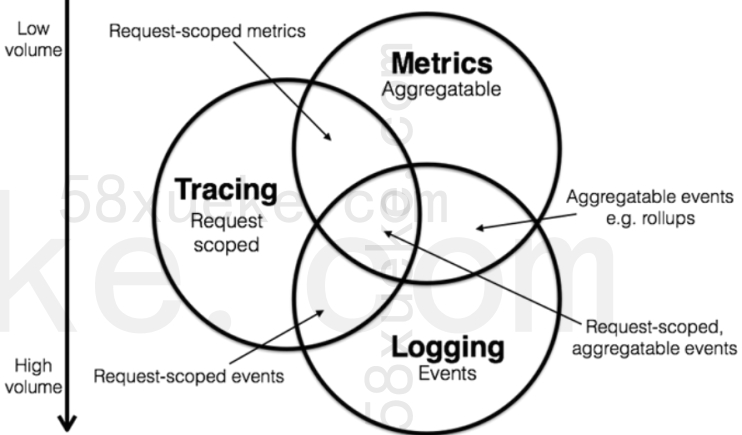 Low
volume
Request-scoped metrics
Metrics
Aggregatable
Tracing
Request
scoped
Aggregatable events
e.g. rollups
Request-scoped,
aggregatable events
Logging
Events
High
volume
Request-scoped events
58xueke.com
58xueke.com
ke.com